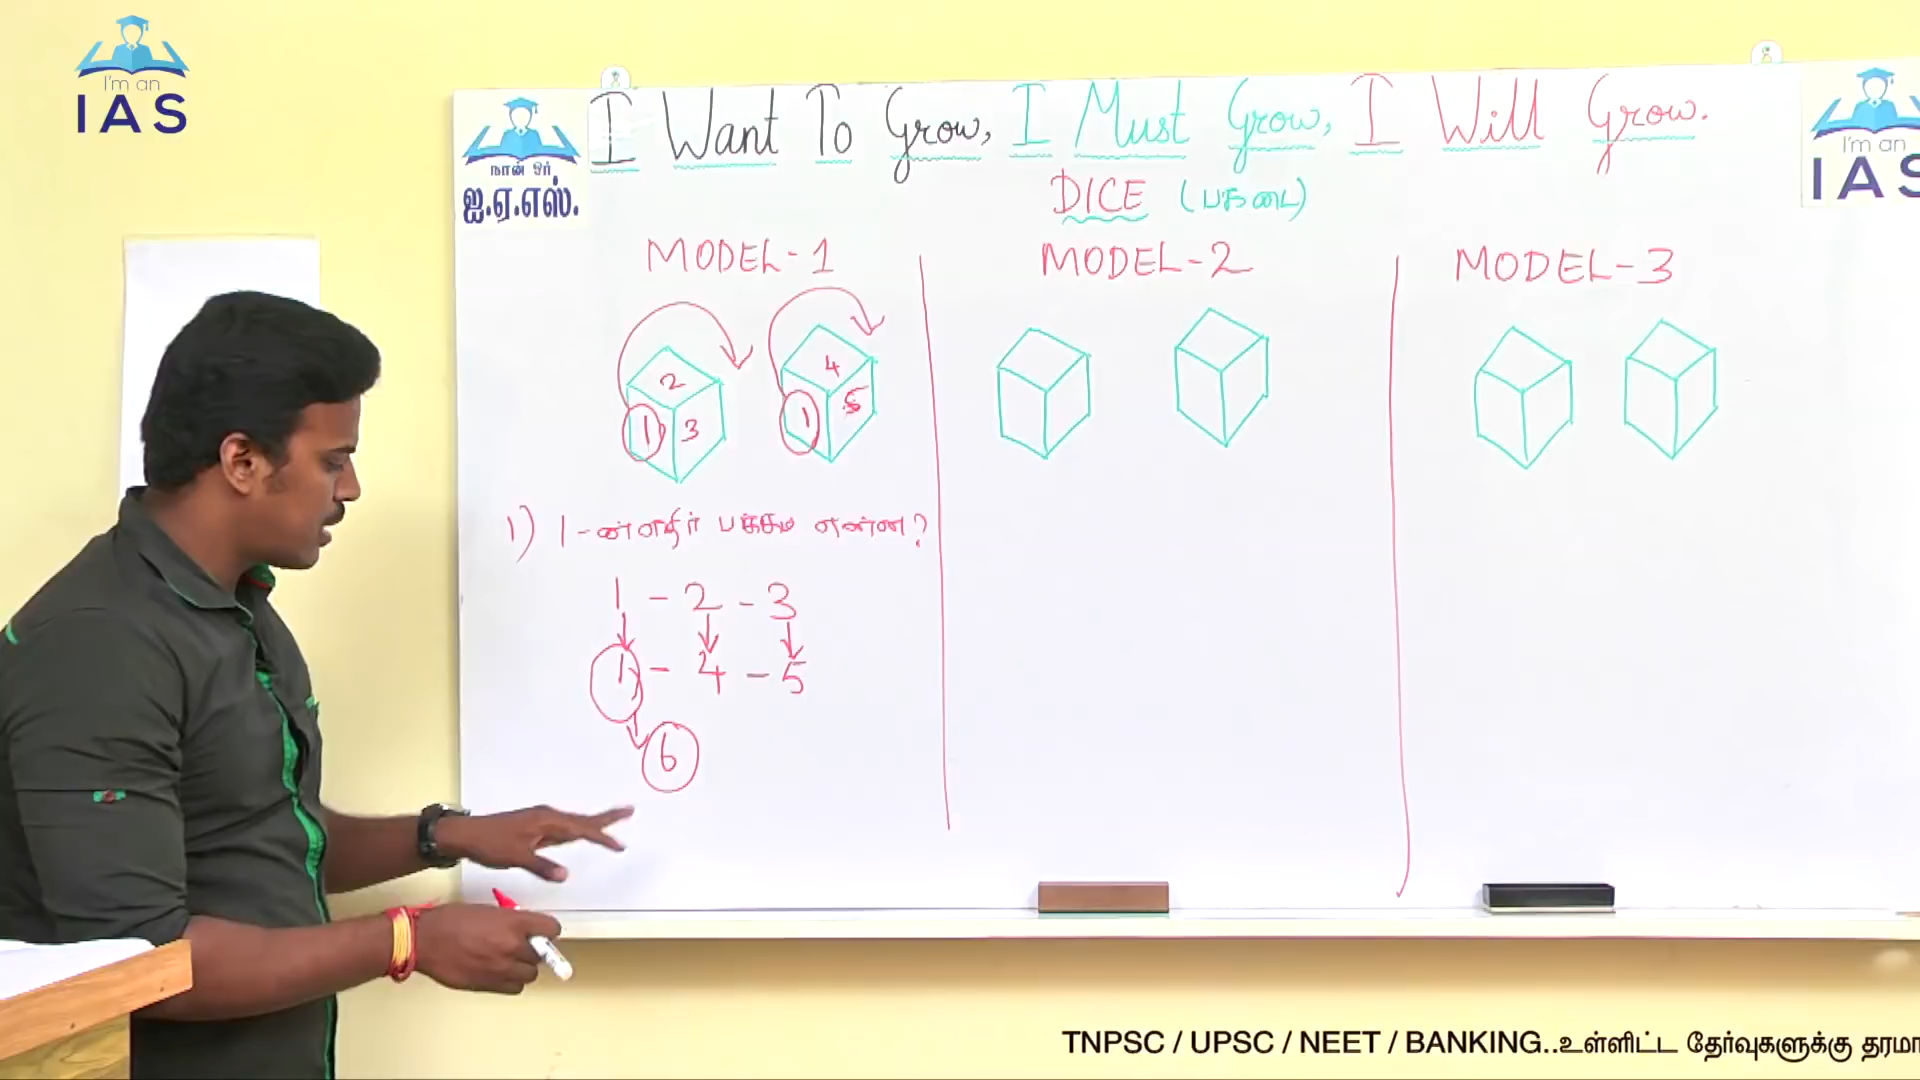 I'm an
IAS
நான் ஓர்
ஐ.ஏ.எஸ்.
I Want To Grow, I Must Grow, I Will Grow.
I'm an
IAS
DICE (பகடை)
MODEL-1
MODEL-2
MODEL-3
2
1 3
4
1 5
1) 1-ன் எதிர் பக்கம் என்ன?
1 - 2 - 3
1 - 4 - 5
6
TNPSC / UPSC / NEET / BANKING..உள்ளிட்ட தேர்வுகளுக்கு தரமா